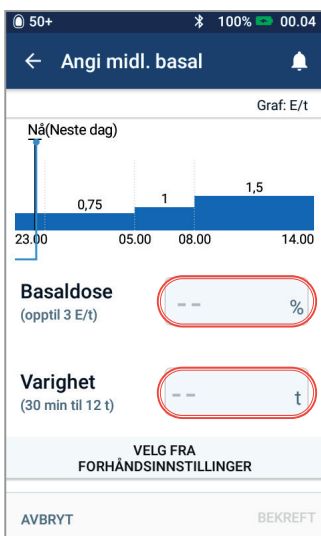 50+ 100% 00.04
Angi midl. basal
Graf: E/t
Nå(Neste dag)
0,75 1 1,5
23.00 05.00 08.00 14.00
Basaldose
(opptil 3 E/t)
-- %
Varighet
(30 min til 12 t)
-- t
VELG FRA
FORHÅNDSINNSTILLINGER
AVBRYT BEKREFT